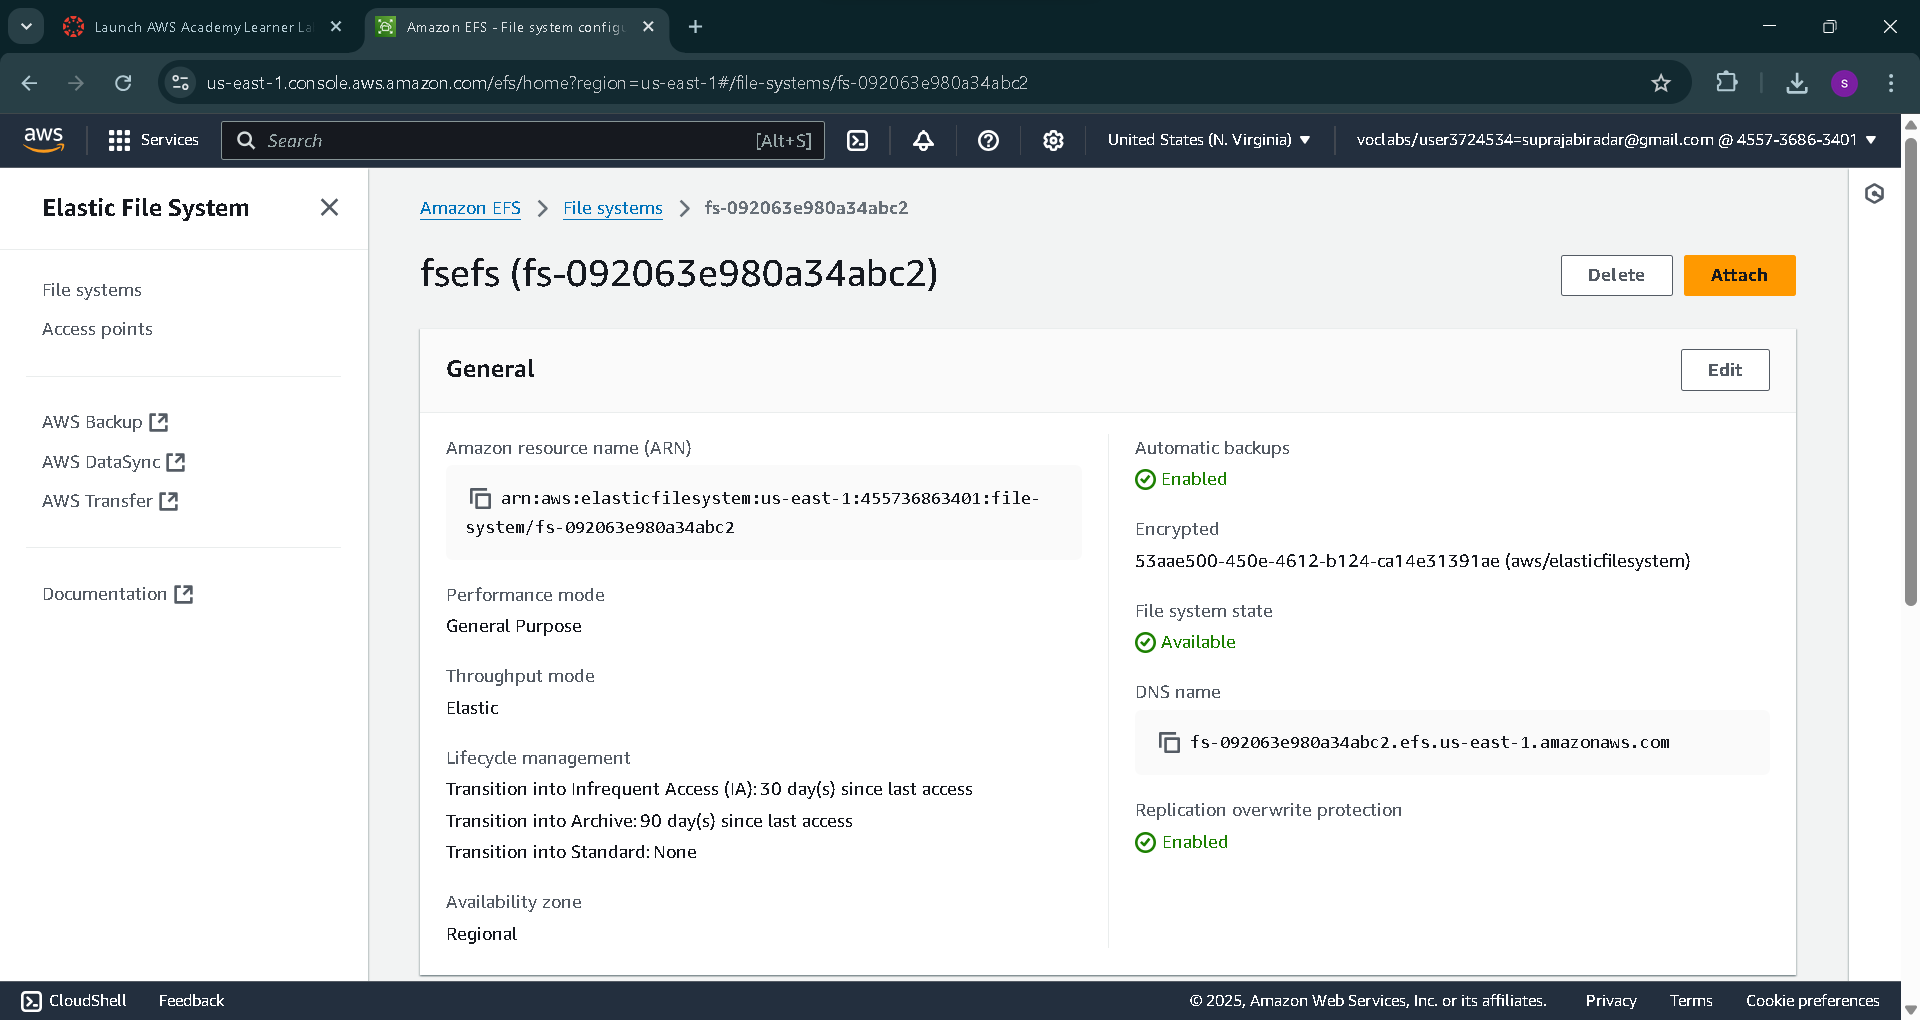 Launch AWS Academy Learner La
Amazon EFS - File system configu
us-east-1.console.aws.amazon.com/efs/home?region=us-east-1#/file-systems/fs-092063e980a34abc2
S
aws
Services
Search
[Alt+S]
United States (N. Virginia)
voclabs/user3724534=suprajabiradar@gmail.com @ 4557-3686-3401
Elastic File System
File systems
Access points
AWS Backup
AWS DataSync
AWS Transfer
Documentation
Amazon EFS > File systems > fs-092063e980a34abc2
fsefs (fs-092063e980a34abc2)
Delete
Attach
General
Edit
Amazon resource name (ARN)
arn:aws:elasticfilesystem:us-east-1:455736863401:file-
system/fs-092063e980a34abc2
Performance mode
General Purpose
Throughput mode
Elastic
Lifecycle management
Transition into Infrequent Access (IA): 30 day(s) since last access
Transition into Archive: 90 day(s) since last access
Transition into Standard: None
Availability zone
Regional
Automatic backups
Enabled
Encrypted
53aae500-450e-4612-b124-ca14e31391ae (aws/elasticfilesystem)
File system state
Available
DNS name
fs-092063e980a34abc2.efs.us-east-1.amazonaws.com
Replication overwrite protection
Enabled
CloudShell
Feedback
© 2025, Amazon Web Services, Inc. or its affiliates.
Privacy
Terms
Cookie preferences